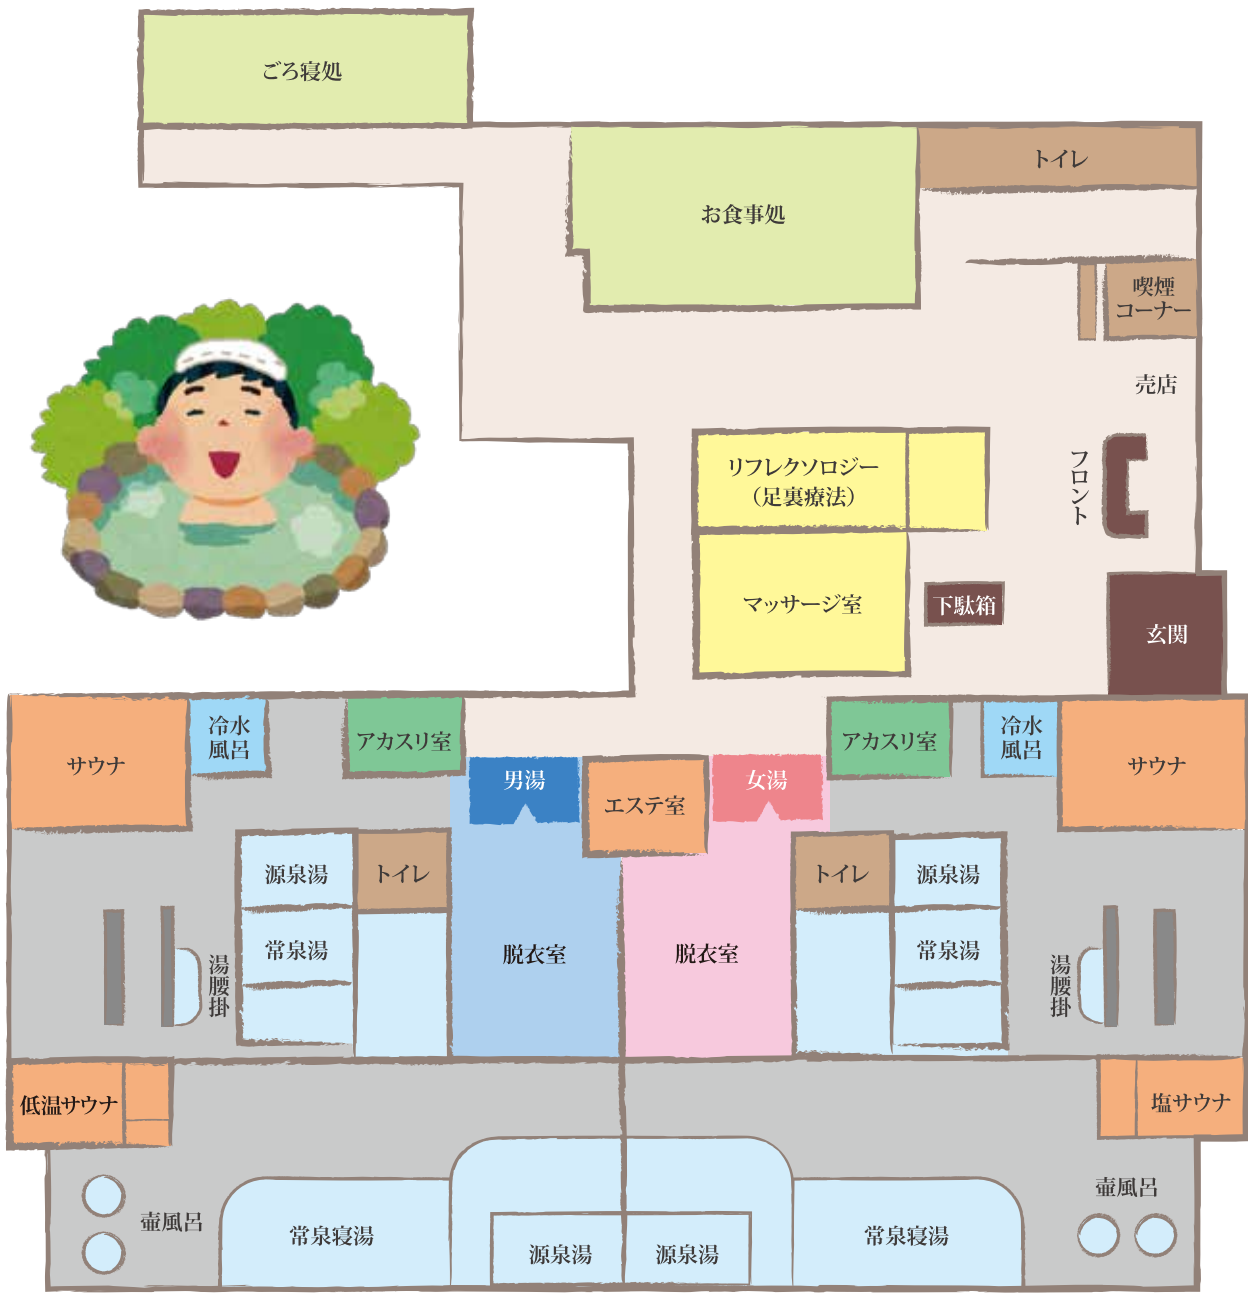 ごろ寝処
トイレ
お食事処
喫煙
コーナー
売店
フロント
リフレクソロジー
（足裏療法）
マッサージ室
下駄箱
玄関
サウナ
冷水
風呂
アカスリ室
男湯
エステ室
女湯
アカスリ室
冷水
風呂
サウナ
源泉湯
トイレ
トイレ
源泉湯
常泉湯
脱衣室
脱衣室
常泉湯
湯腰掛
湯腰掛
低温サウナ
塩サウナ
壷風呂
常泉寝湯
源泉湯
源泉湯
常泉寝湯
壷風呂